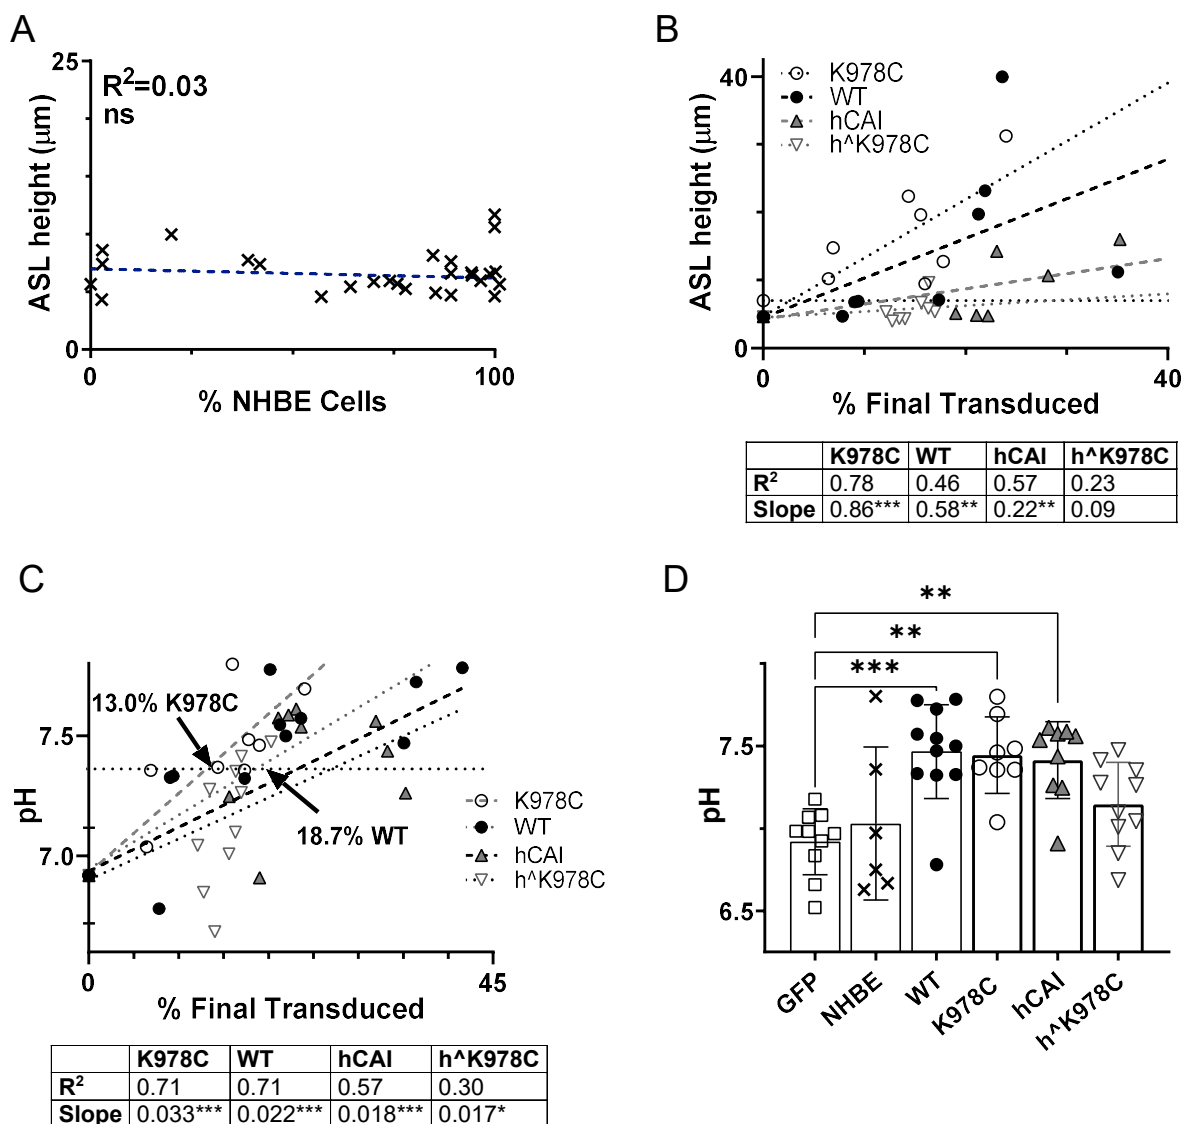 A
25
R²=0.03
ns
ASL height (μm)
0
0
100
% NHBE Cells
B
40
K978C
WT
hCAI
h^K978C
ASL height (μm)
0
0
40
% Final Transduced
K978C WT hCAI h^K978C
R² 0.78 0.46 0.57 0.23
Slope 0.86*** 0.58** 0.22** 0.09
C
13.0% K978C
7.5
pH
18.7% WT
7.0
K978C
WT
hCAI
h^K978C
0
45
% Final Transduced
K978C WT hCAI h^K978C
R² 0.71 0.71 0.57 0.30
Slope 0.033*** 0.022*** 0.018*** 0.017*
D
**
**
***
7.5
pH
6.5
GFP
NHBE
WT
K978C
hCAI
h^K978C